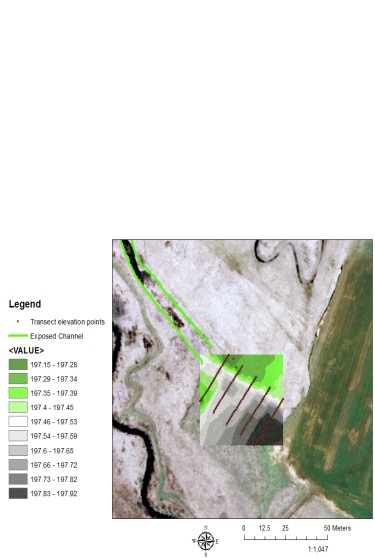 Legend
Transect elevation points
Exposed Channel
<VALUE>
197.15 - 197.28
197.29 - 197.34
197.35 - 197.39
197.4 - 197.45
197.46 - 197.53
197.54 - 197.59
197.6 - 197.65
197.66 - 197.72
197.73 - 197.82
197.83 - 197.92
N
W E
S
0 12.5 25 50 Meters
1:1,047